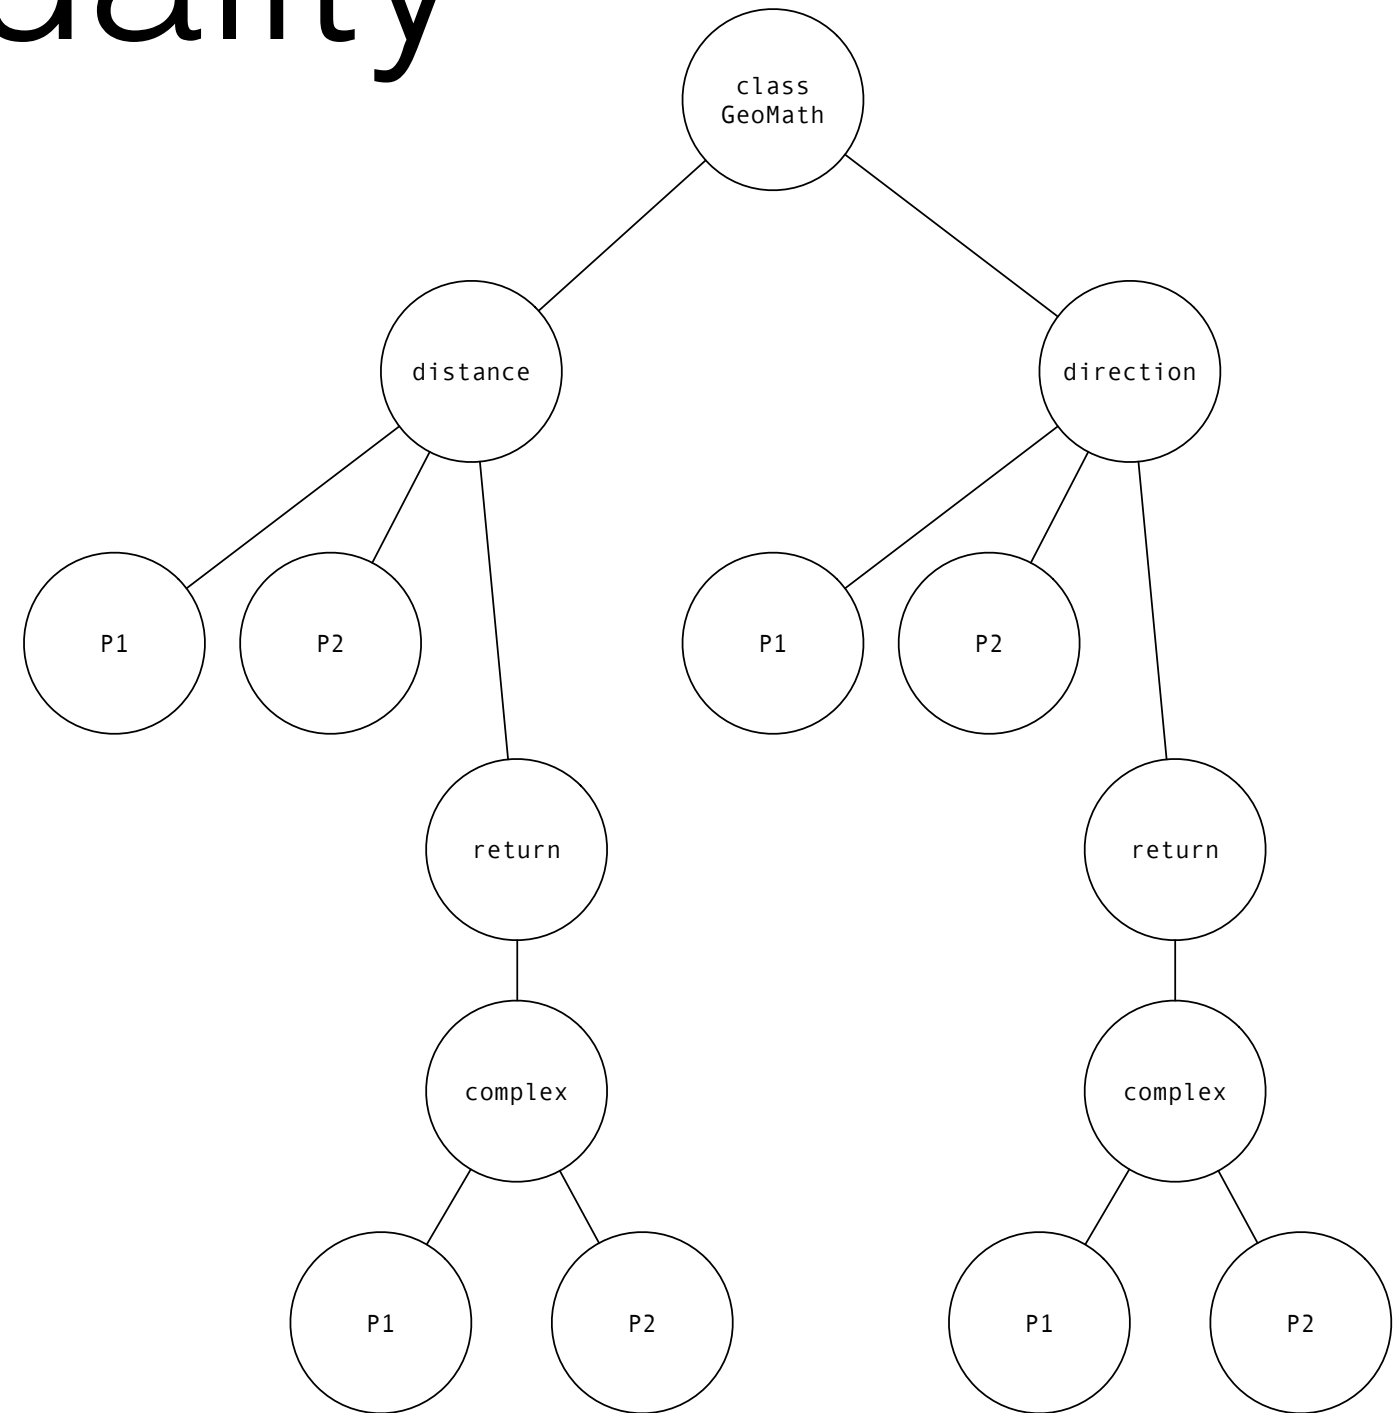 class
GeoMath
distance
direction
P1
P2
P1
P2
return
return
complex
complex
P1
P2
P1
P2